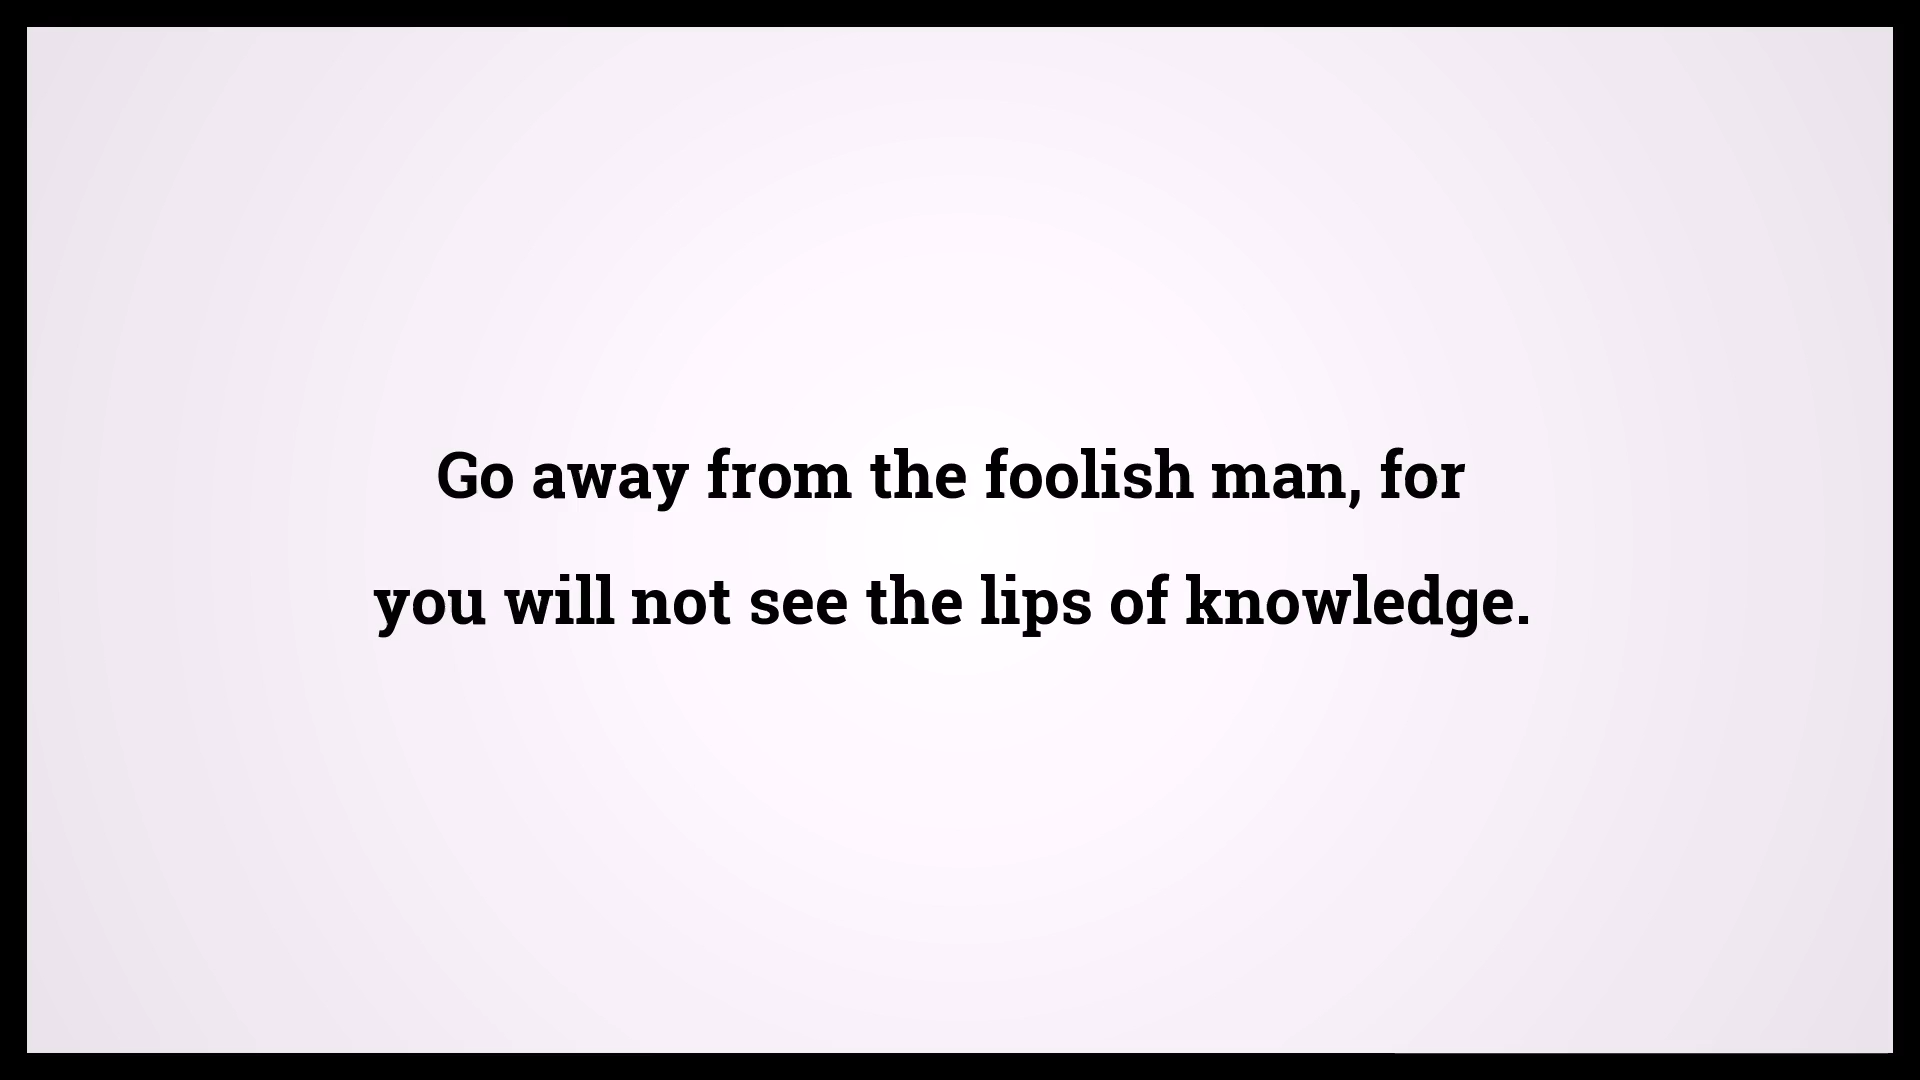 Go away from the foolish man, for
you will not see the lips of knowledge.